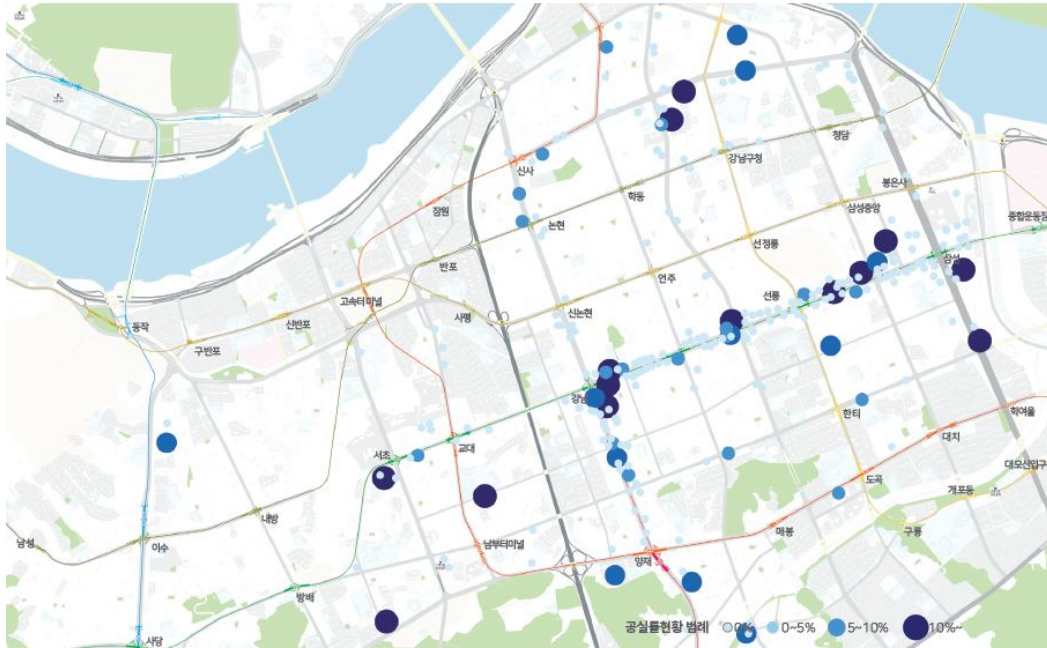 청담
강남구청
신사
학동
봉은사
잠원
삼성중앙
종합운동장
논현
선정릉
삼성
반포
언주
고속터미널
선릉
신논현
사평
동작
신반포
구반포
강남
한티
학여울
교대
대치
서초
대모산입구
도곡
개포동
내방
구룡
남성
이수
남부터미널
매봉
양재
방배
사당
공실률현황 범례 0% 0~5% 5~10% 10%~